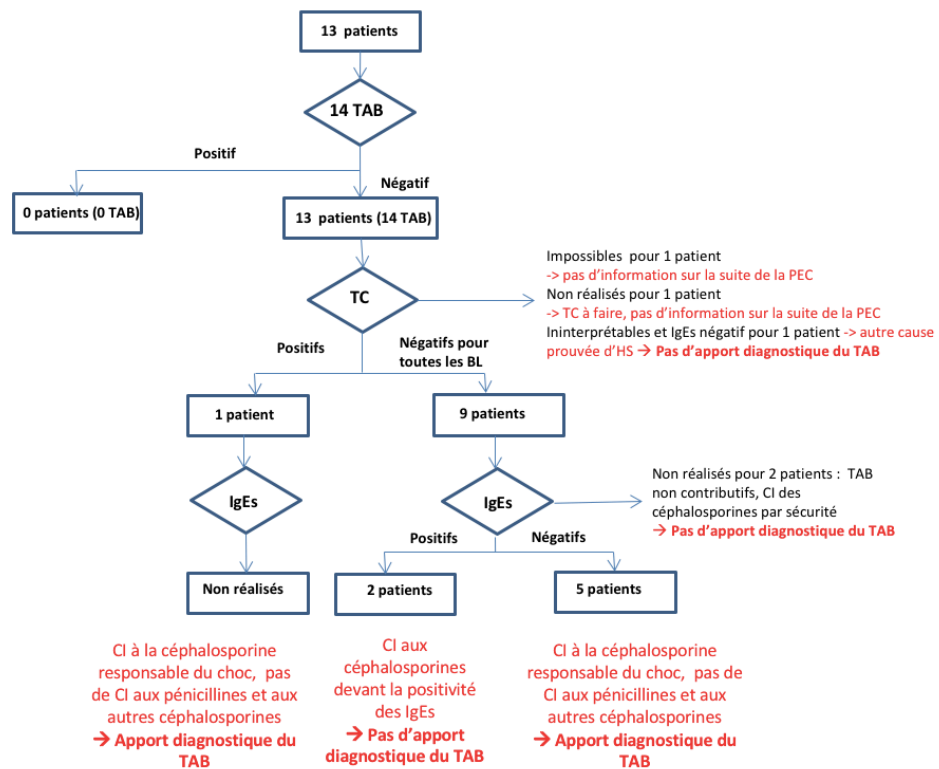 13 patients
14 TAB
Positif
Négatif
0 patients (0 TAB)
13 patients (14 TAB)
TC
Impossibles pour 1 patient
-> pas d'information sur la suite de la PEC
Non réalisés pour 1 patient
-> TC à faire, pas d'information sur la suite de la PEC
Ininterprétables et IgEs négatif pour 1 patient -> autre cause
prouvée d'HS → Pas d'apport diagnostique du TAB
Positifs
Négatifs pour
toutes les BL
1 patient
9 patients
IgEs
IgEs
Non réalisés pour 2 patients : TAB
non contributifs, CI des
céphalosporines par sécurité
→ Pas d'apport diagnostique du TAB
Positifs
Négatifs
Non réalisés
2 patients
5 patients
CI à la céphalosporine
responsable du choc, pas
de CI aux pénicillines et aux
autres céphalosporines
→ Apport diagnostique du
TAB
CI aux
céphalosporines
devant la positivité
des IgEs
→ Pas d'apport
diagnostique du TAB
CI à la céphalosporine
responsable du choc, pas de
CI aux pénicillines et aux
autres céphalosporines
→ Apport diagnostique du
TAB